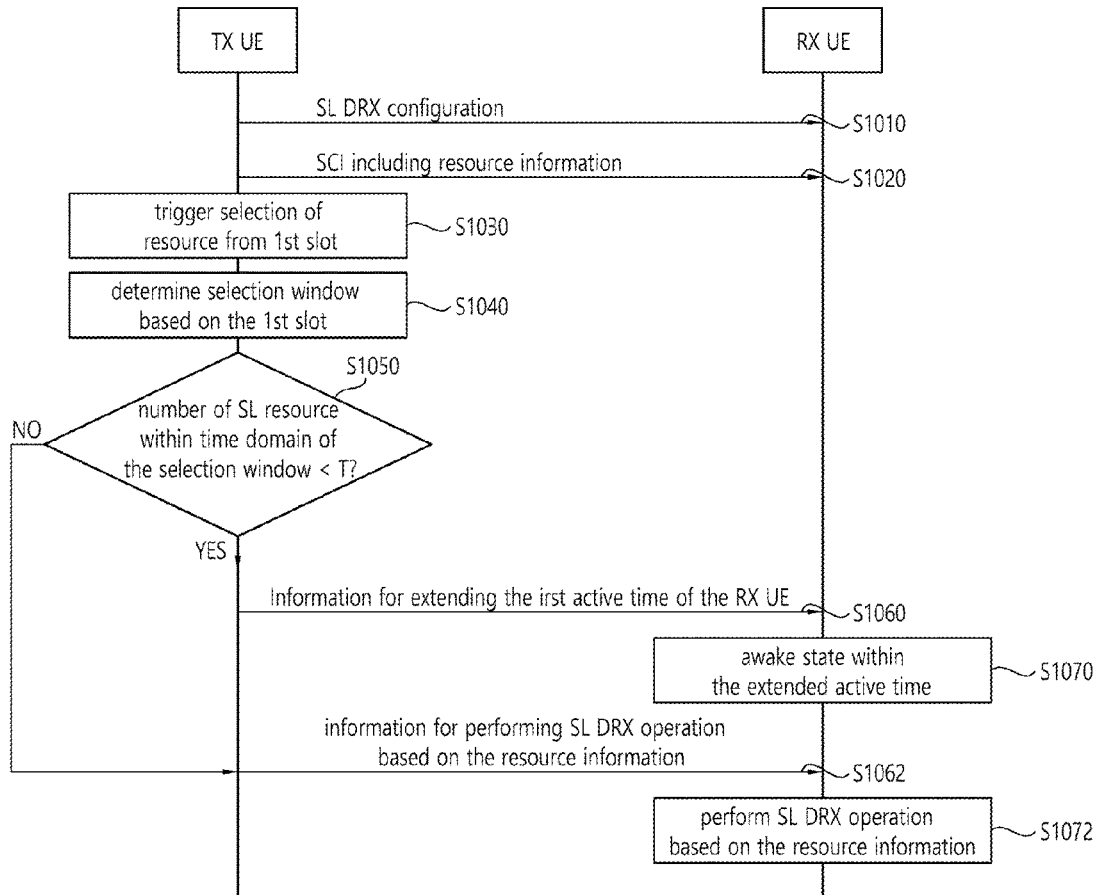 TX UE
RX UE
SL DRX configuration
S1010
SCI including resource information
S1020
trigger selection of
resource from 1st slot
S1030
determine selection window
based on the 1st slot
S1040
S1050
number of SL resource
within time domain of
the selection window < T?
NO
YES
Information for extending the irst active time of the RX UE
S1060
awake state within
the extended active time
S1070
information for performing SL DRX operation
based on the resource information
S1062
perform SL DRX operation
based on the resource information
S1072